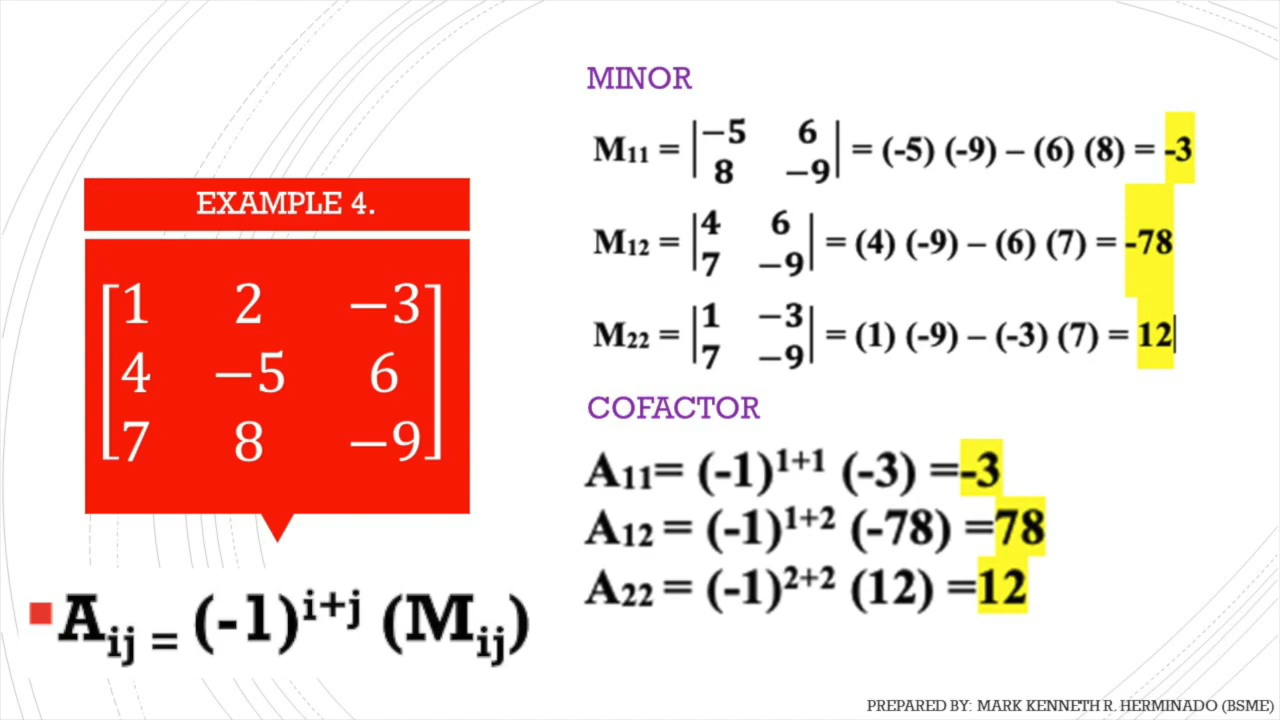 EXAMPLE 4.
1 2 −3
4 −5 6
7 8 −9
Aij = (-1)i+j (Mij)
MINOR
M11 = |−5 6| = (-5) (-9) – (6) (8) = -3
|8 −9|
M12 = |4 6| = (4) (-9) – (6) (7) = -78
|7 −9|
M22 = |1 −3| = (1) (-9) – (-3) (7) = 12
|7 −9|
COFACTOR
A11= (-1)1+1 (-3) =-3
A12 = (-1)1+2 (-78) =78
A22 = (-1)2+2 (12) =12
PREPARED BY: MARK KENNETH R. HERMINADO (BSME)